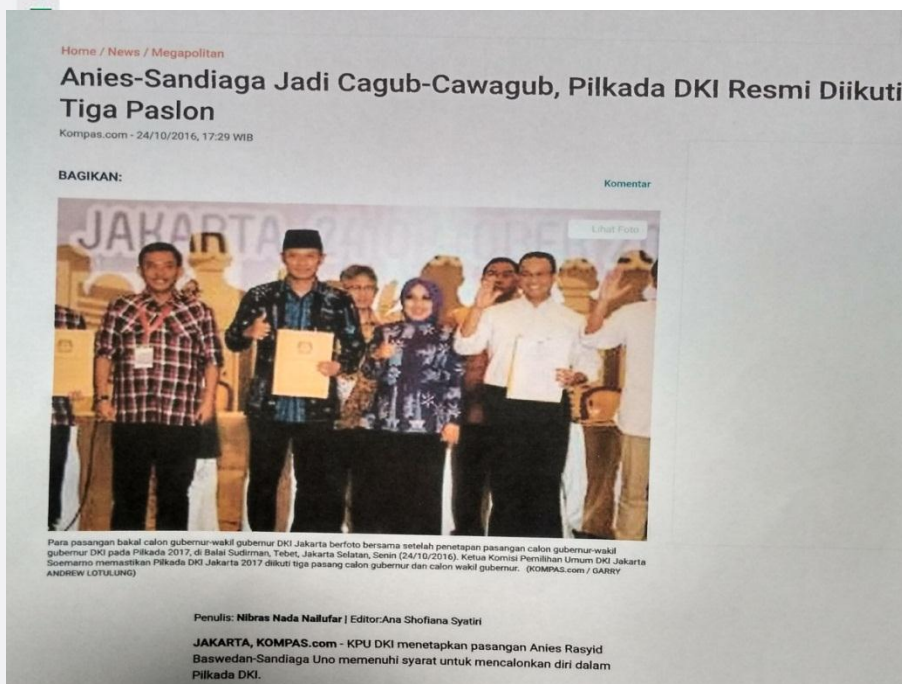 Home / News / Megapolitan
Anies-Sandiaga Jadi Cagub-Cawagub, Pilkada DKI Resmi Diikuti
Tiga Paslon
Kompas.com - 24/10/2016, 17:29 WIB
BAGIKAN:
Komentar
JAKARTA
Lihat Foto
Para pasangan bakal calon gubernur-wakil gubernur DKI Jakarta berfoto bersama setelah penetapan pasangan calon gubernur-wakil
gubernur DKI pada Pilkada 2017, di Balai Sudirman, Tebet, Jakarta Selatan, Senin (24/10/2016). Ketua Komisi Pemilihan Umum DKI Jakarta
Soemarno memastikan Pilkada DKI Jakarta 2017 diikuti tiga pasang calon gubernur dan calon wakil gubernur. (KOMPAS.com / GARRY
ANDREW LOTULUNG)
Penulis: Nibras Nada Nailufar | Editor:Ana Shofiana Syatiri
JAKARTA, KOMPAS.com - KPU DKI menetapkan pasangan Anies Rasyid
Baswedan-Sandiaga Uno memenuhi syarat untuk mencalonkan diri dalam
Pilkada DKI.